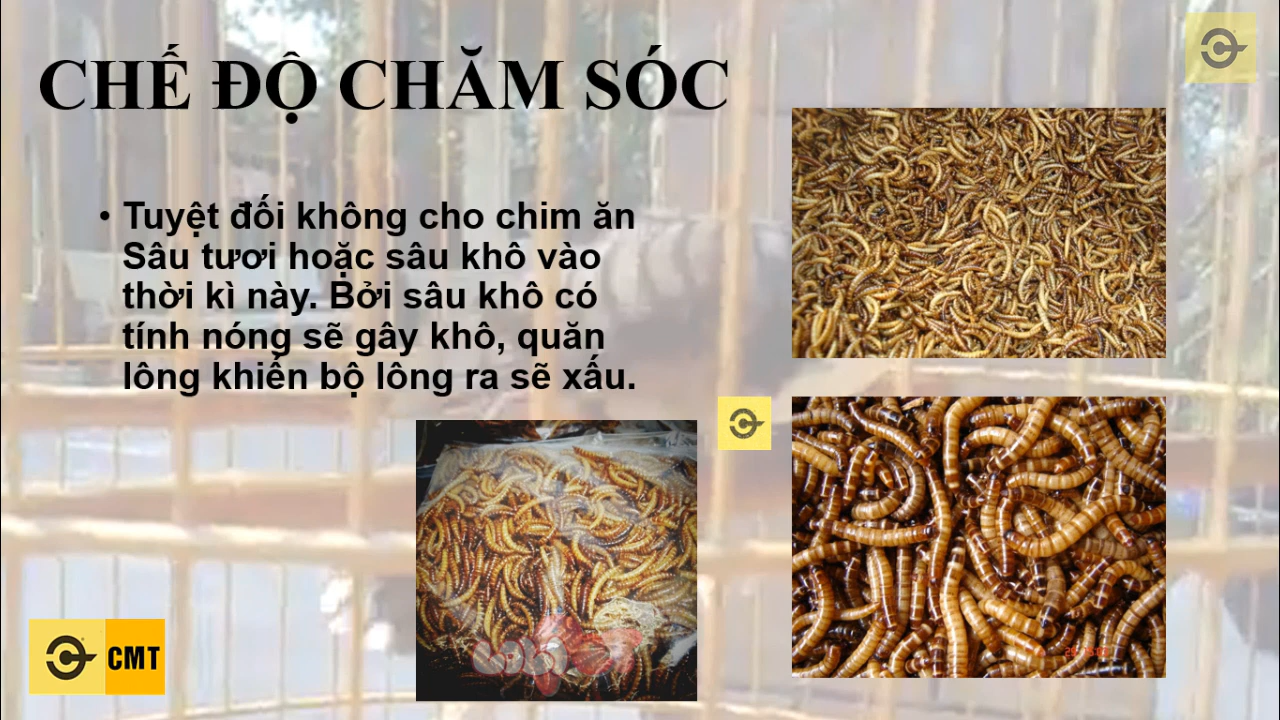 CHẾ ĐỘ CHĂM SÓC
• Tuyệt đối không cho chim ăn
Sâu tươi hoặc sâu khô vào
thời kì này. Bởi sâu khô có
tính nóng sẽ gây khô, quăn
lông khiến bộ lông ra sẽ xấu.
CMT